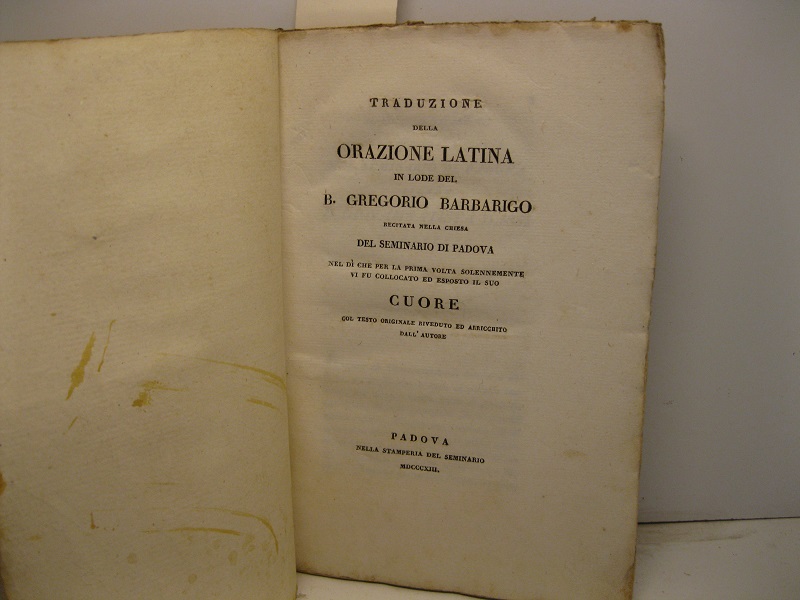 TRADUZIONE
DELLA
ORAZIONE LATINA
IN LODE DEL
B. GREGORIO BARBARIGO
RECITATA NELLA CHIESA
DEL SEMINARIO DI PADOVA
NEL DÌ CHE PER LA PRIMA VOLTA SOLENNEMENTE
VI FU COLLOCATO ED ESPOSTO IL SUO
CUORE
COL TESTO ORIGINALE RIVEDUTO ED ARRICCHITO
DALL' AUTORE
PADOVA
NELLA STAMPERIA DEL SEMINARIO
MDCCCXIII.